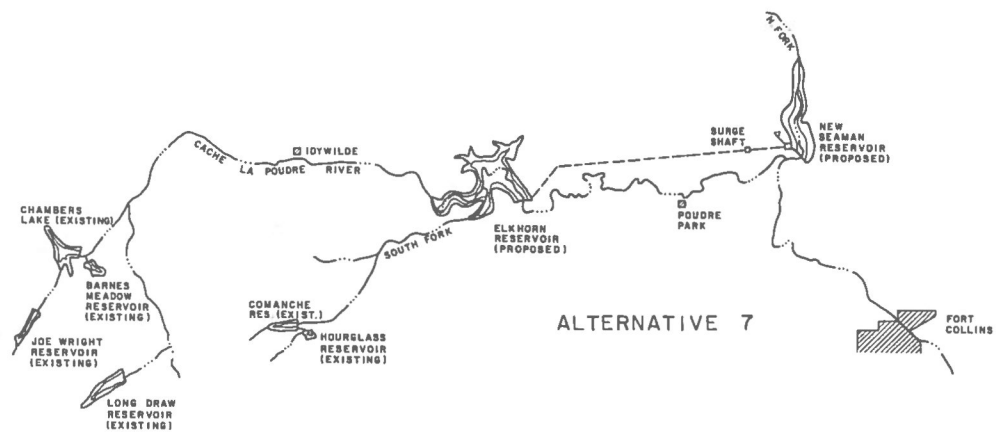 N. FORK
SURGE
SHAFT
NEW
SEAMAN
RESERVOIR
(PROPOSED)
CACHE
LA POUDRE RIVER
IDYWILDE
CHAMBERS
LAKE (EXISTING)
SOUTH FORK
ELKHORN
RESERVOIR
(PROPOSED)
POUDRE
PARK
BARNES
MEADOW
RESERVOIR
(EXISTING)
COMANCHE
RES. (EXIST.)
HOURGLASS
RESERVOIR
(EXISTING)
ALTERNATIVE 7
FORT
COLLINS
JOE WRIGHT
RESERVOIR
(EXISTING)
LONG DRAW
RESERVOIR
(EXISTING)